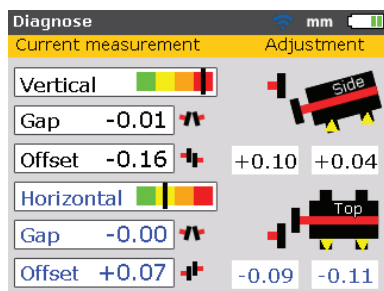 Diagnose mm
Current measurement Adjustment
Vertical
Side
Gap -0.01
Offset -0.16 +0.10 +0.04
Horizontal
Top
Gap -0.00
Offset +0.07 -0.09 -0.11